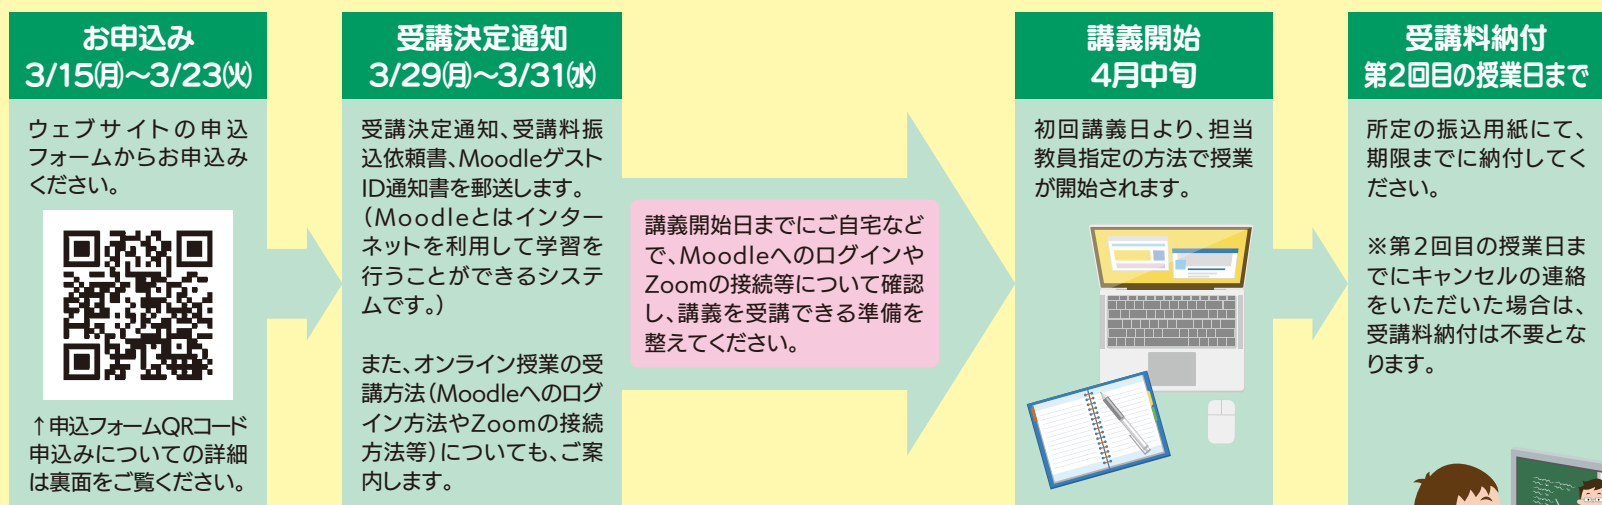 お申込み
3/15㈪～3/23㈫
ウェブサイトの申込
フォームからお申込み
ください。
↑申込フォームQRコード
申込みについての詳細
は裏面をご覧ください。
受講決定通知
3/29㈪～3/31㈬
受講決定通知、受講料振
込依頼書、Moodleゲスト
ID通知書を郵送します。
（Moodleとはインター
ネットを利用して学習を
行うことができるシステ
ムです。）
また、オンライン授業の受
講方法（Moodleへのログ
イン方法やZoomの接続
方法等）についても、ご案
内します。
講義開始日までにご自宅など
で、Moodleへのログインや
Zoomの接続等について確認
し、講義を受講できる準備を
整えてください。
講義開始
4月中旬
初回講義日より、担当
教員指定の方法で授業
が開始されます。
受講料納付
第2回目の授業日まで
所定の振込用紙にて、
期限までに納付してく
ださい。
※第2回目の授業日ま
でにキャンセルの連絡
をいただいた場合は、
受講料納付は不要とな
ります。